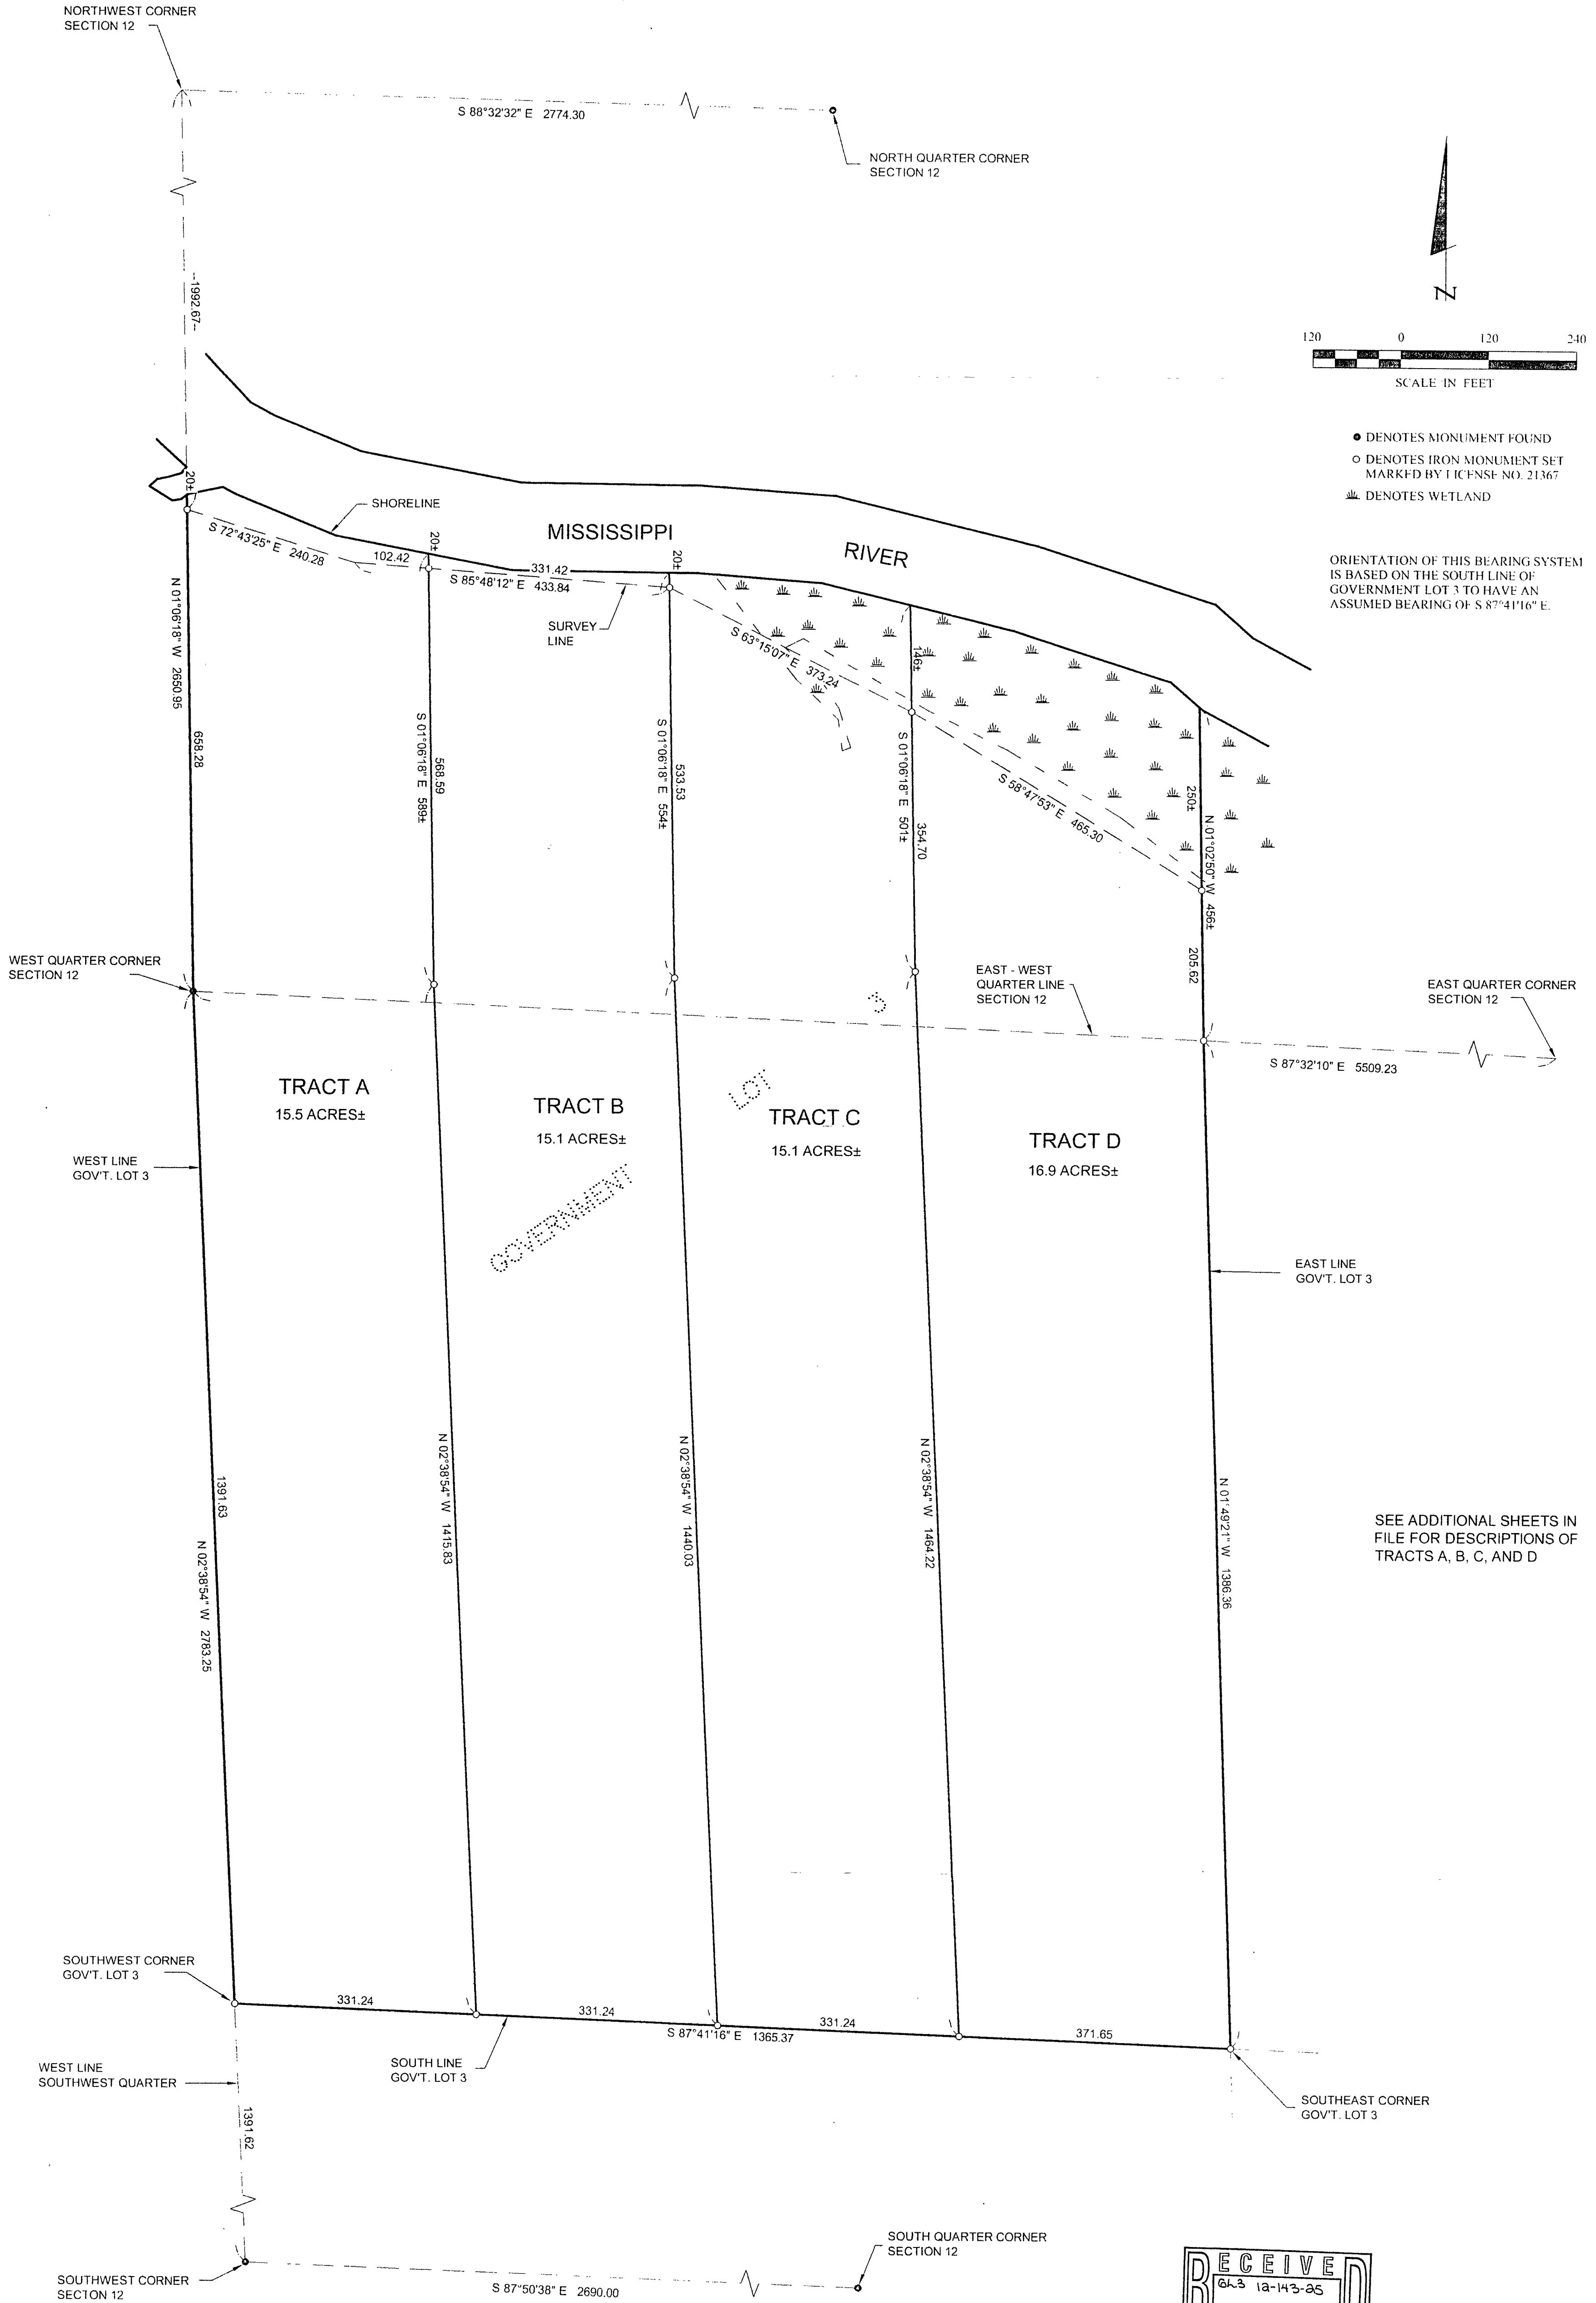 NORTHWEST CORNER
SECTION 12
S 88°32'32" E 2774.30
NORTH QUARTER CORNER
SECTION 12
--1992.67--
N
120 0 120 240
SCALE IN FEET
DENOTES MONUMENT FOUND
DENOTES IRON MONUMENT SET
MARKED BY LICENSE NO. 21367
DENOTES WETLAND
ORIENTATION OF THIS BEARING SYSTEM
IS BASED ON THE SOUTH LINE OF
GOVERNMENT LOT 3 TO HAVE AN
ASSUMED BEARING OF S 87°41'16" E.
20±
SHORELINE
S 72°43'25" E 240.28
102.42
20±
MISSISSIPPI
RIVER
331.42
S 85°48'12" E 433.84
20±
SURVEY
LINE
S 63°15'07" E 373.24
146±
S 58°47'53" E 465.30
250±
N 01°06'18" W 2650.95
658.28
S 01°06'18" E 589±
568.59
S 01°06'18" E 554±
533.53
S 01°06'18" E 501±
354.70
N 01°02'50" W 456±
205.62
WEST QUARTER CORNER
SECTION 12
EAST - WEST
QUARTER LINE
SECTION 12
EAST QUARTER CORNER
SECTION 12
S 87°32'10" E 5509.23
TRACT A
15.5 ACRES±
TRACT B
15.1 ACRES±
TRACT C
15.1 ACRES±
TRACT D
16.9 ACRES±
GOVERNMENT
LOT
3
WEST LINE
GOV'T. LOT 3
EAST LINE
GOV'T. LOT 3
1391.63
N 02°38'54" W 2783.25
N 02°38'54" W 1415.83
N 02°38'54" W 1440.03
N 02°38'54" W 1464.22
N 01°49'21" W 1386.36
SEE ADDITIONAL SHEETS IN
FILE FOR DESCRIPTIONS OF
TRACTS A, B, C, AND D
SOUTHWEST CORNER
GOV'T. LOT 3
331.24
331.24
331.24
371.65
S 87°41'16" E 1365.37
SOUTH LINE
GOV'T. LOT 3
WEST LINE
SOUTHWEST QUARTER
SOUTHEAST CORNER
GOV'T. LOT 3
1391.62
SOUTHWEST CORNER
SECTON 12
S 87°50'38" E 2690.00
SOUTH QUARTER CORNER
SECTION 12
RECEIVED
GL3 12-143-25